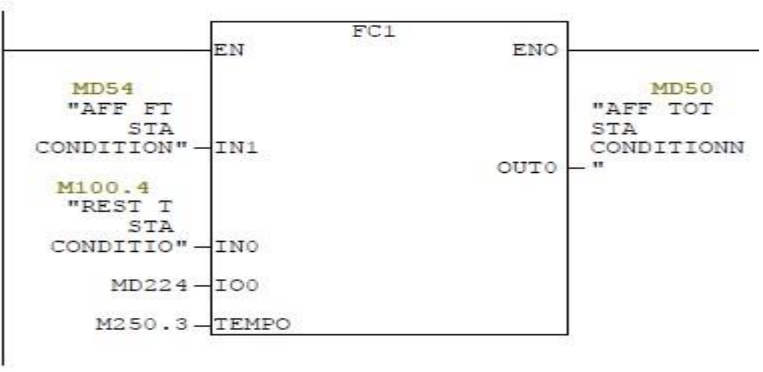 FC1
EN ENO
MD54
"AFF FT
STA
CONDITION" IN1
MD50
"AFF TOT
STA
CONDITIONN
OUT0 "
M100.4
"REST T
STA
CONDITIO" IN0
MD224 IO0
M250.3 TEMPO